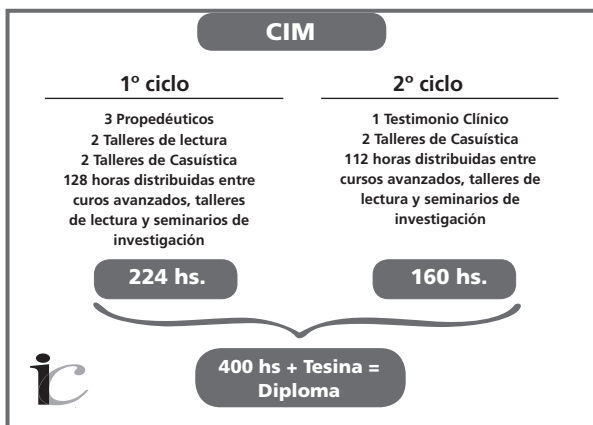 CIM
1º ciclo
3 Propedéuticos
2 Talleres de lectura
2 Talleres de Casuística
128 horas distribuidas entre
curos avanzados, talleres
de lectura y seminarios de
investigación
224 hs.
2º ciclo
1 Testimonio Clínico
2 Talleres de Casuística
112 horas distribuidas entre
cursos avanzados, talleres de
lectura y seminarios de
investigación
160 hs.
400 hs + Tesina =
Diploma
ic